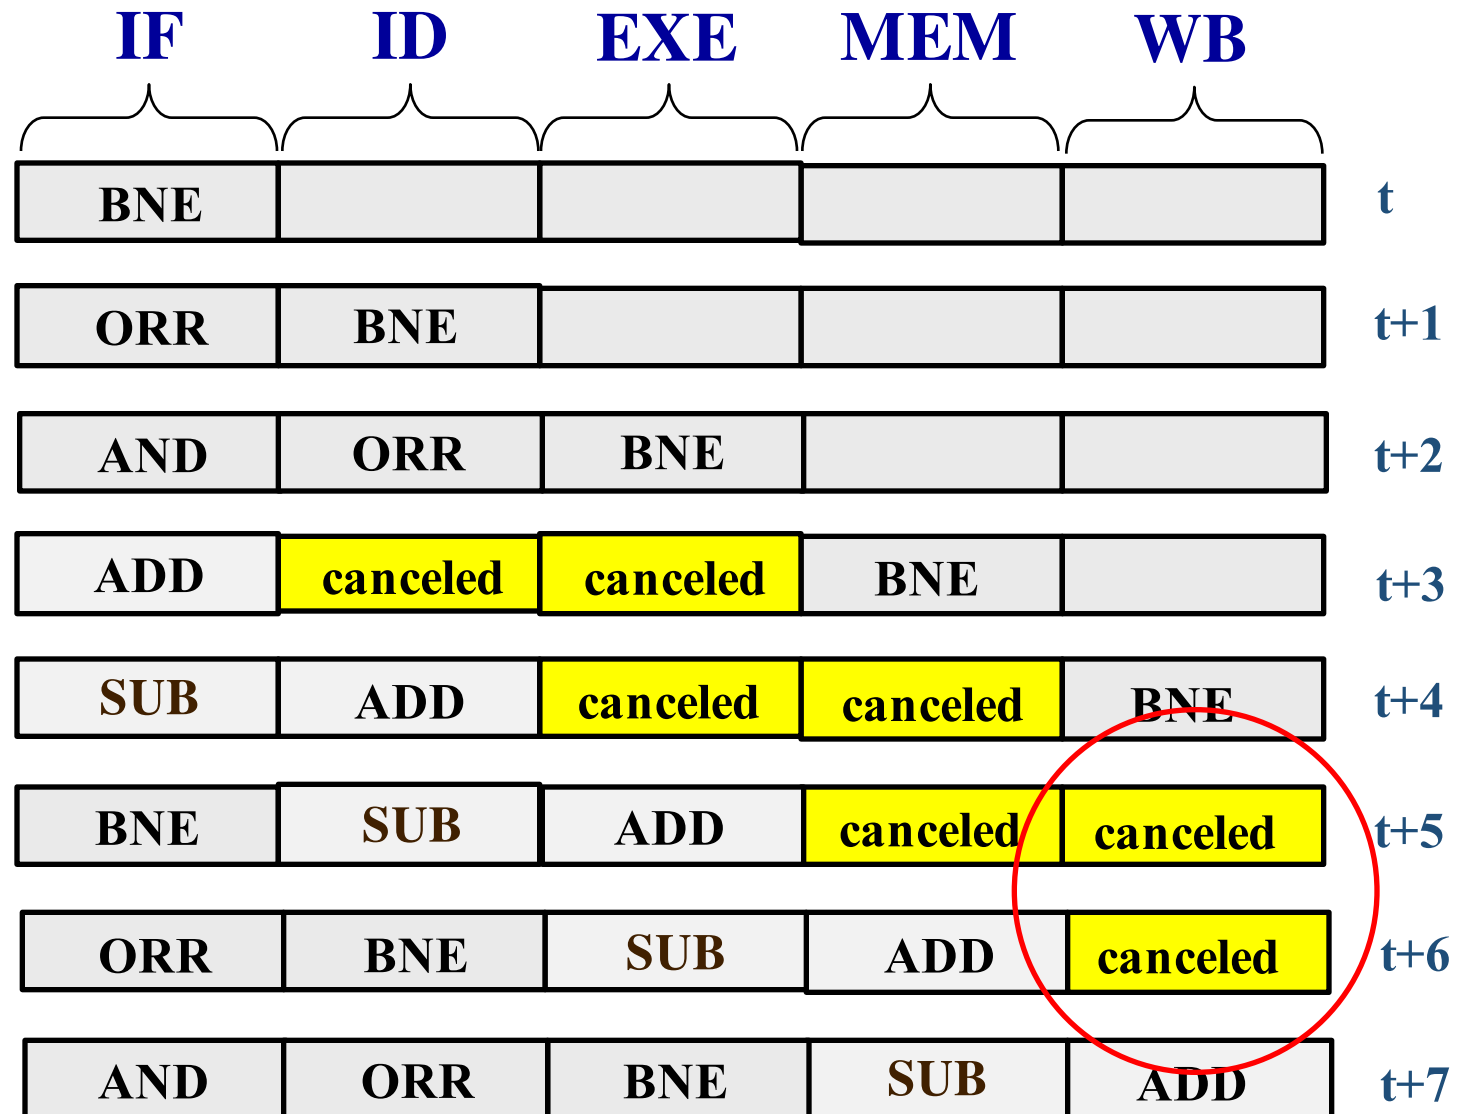 IF ID EXE MEM WB
BNE t
ORR BNE t+1
AND ORR BNE t+2
ADD canceled canceled BNE t+3
SUB ADD canceled canceled BNE t+4
BNE SUB ADD canceled canceled t+5
ORR BNE SUB ADD canceled t+6
AND ORR BNE SUB ADD t+7